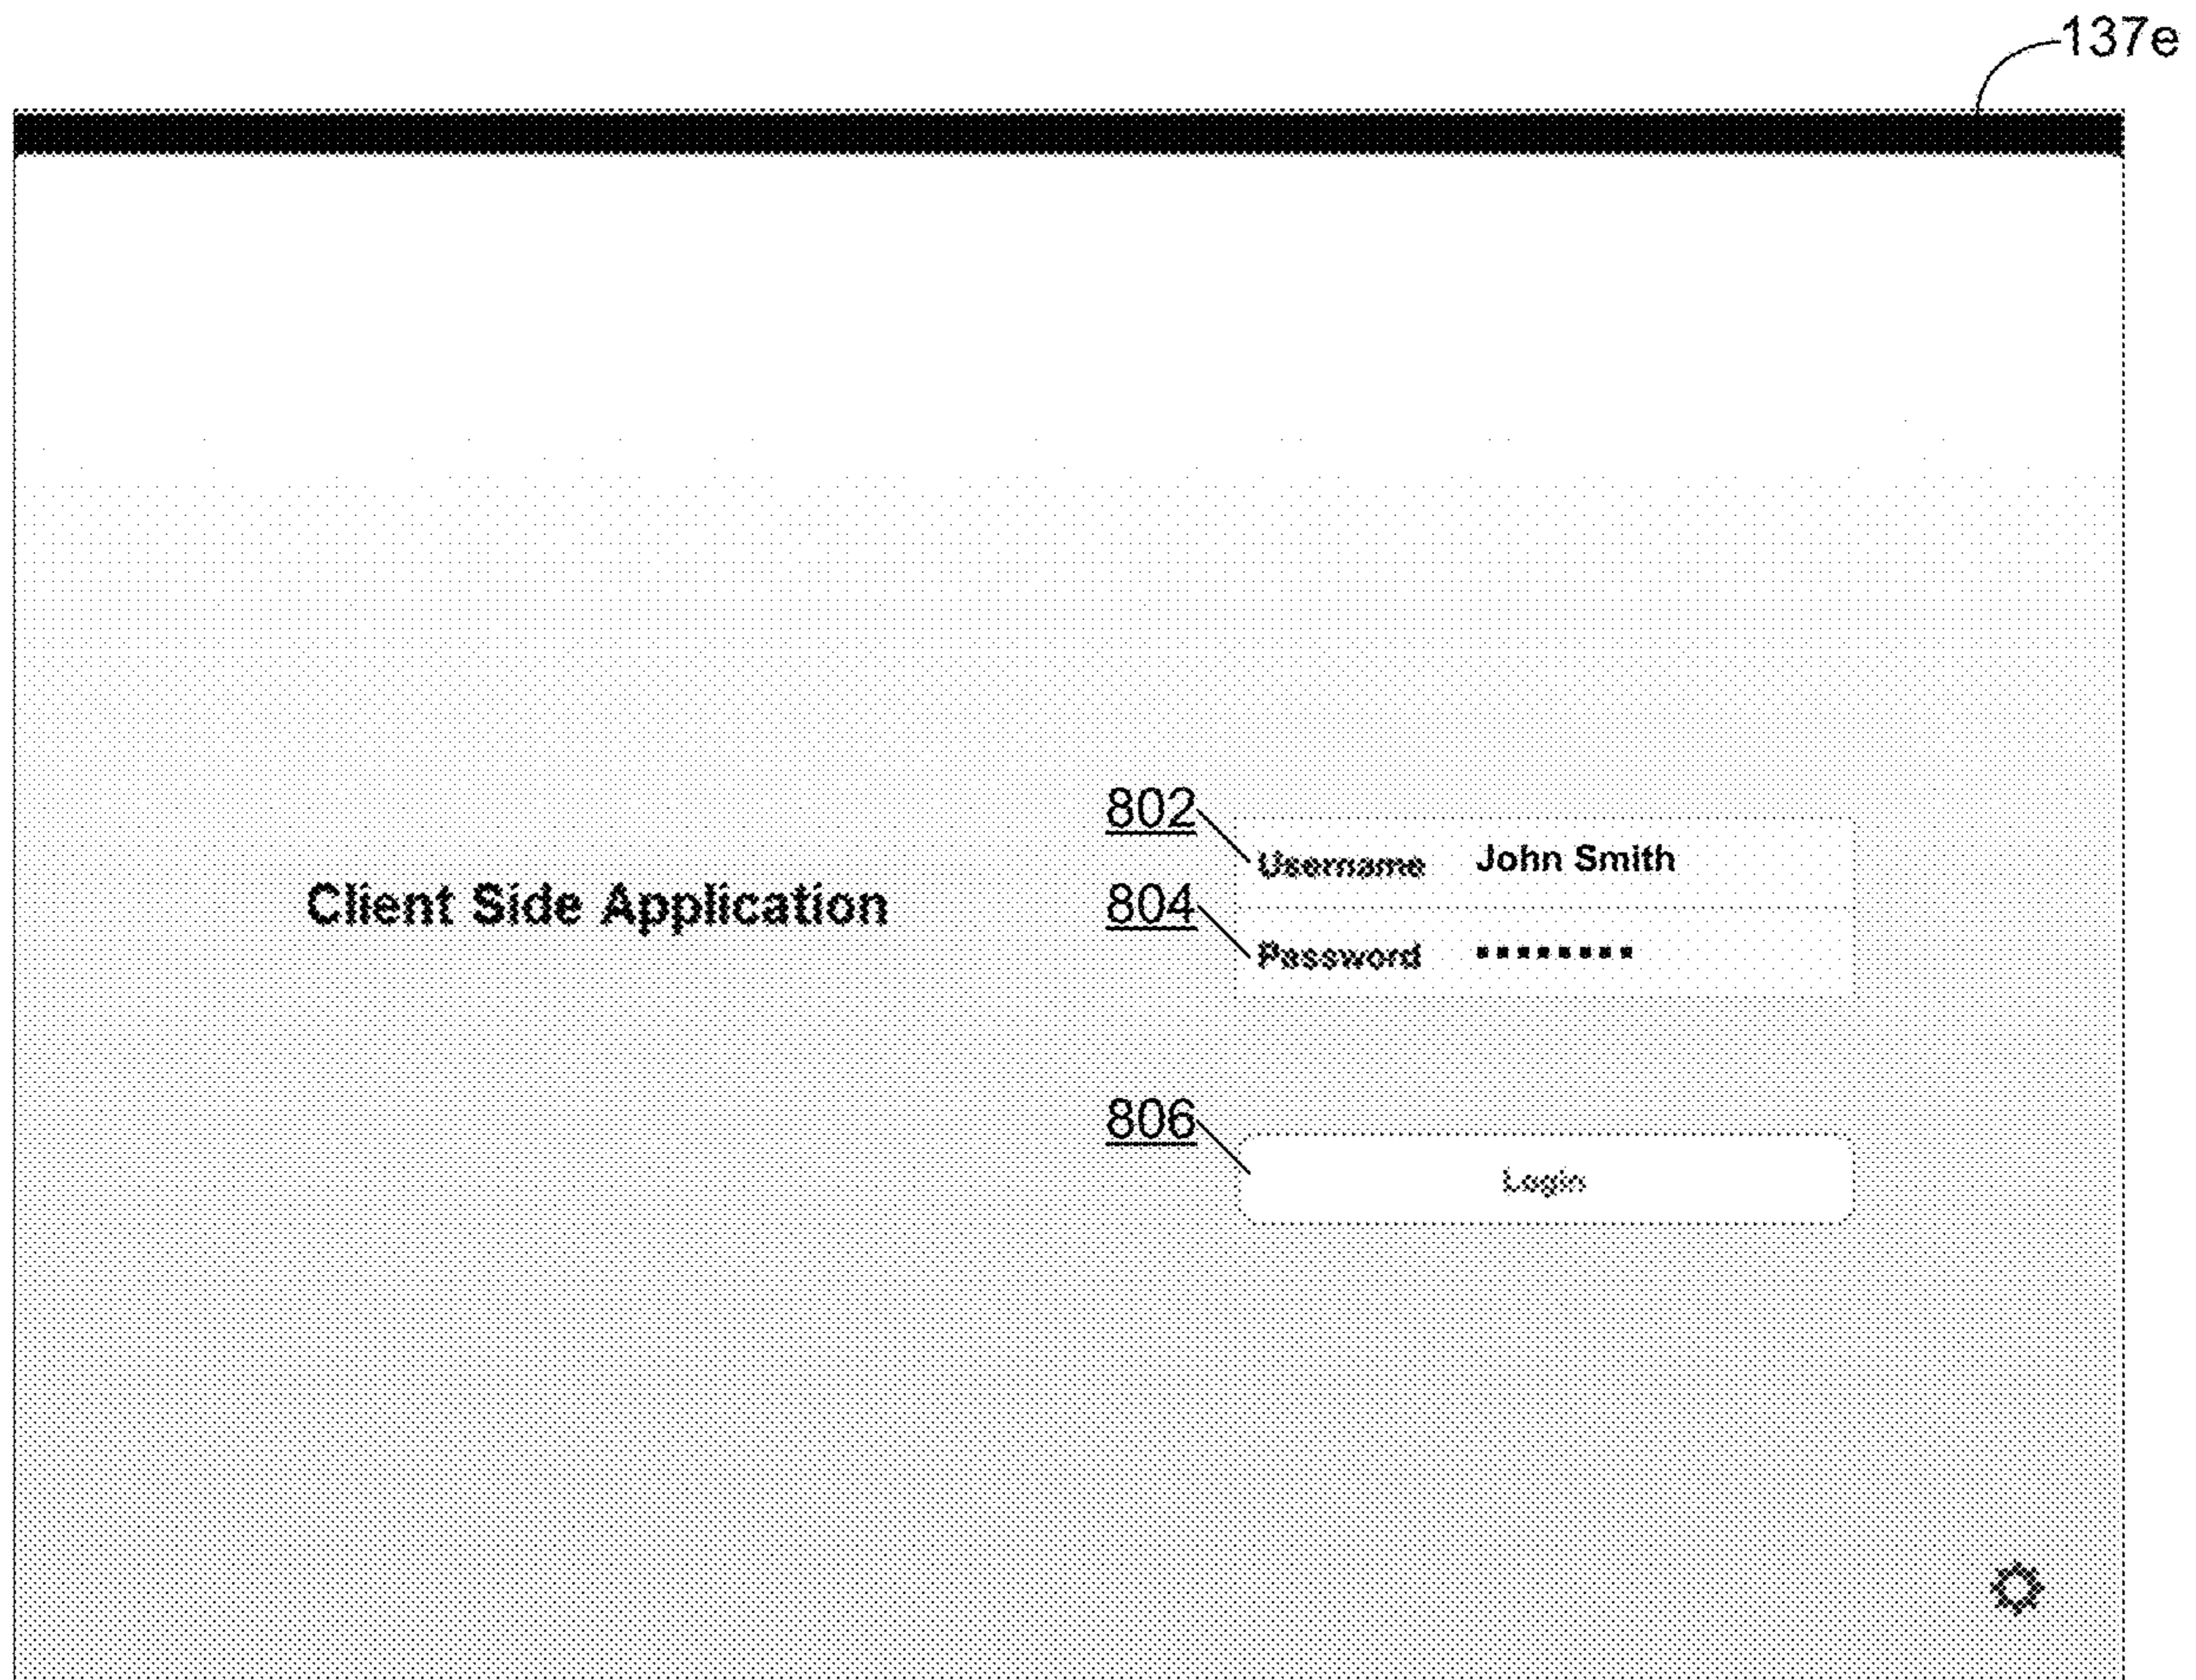 137e
802
Username John Smith
Client Side Application
804
Password ▪▪▪▪▪▪▪▪
806
Login